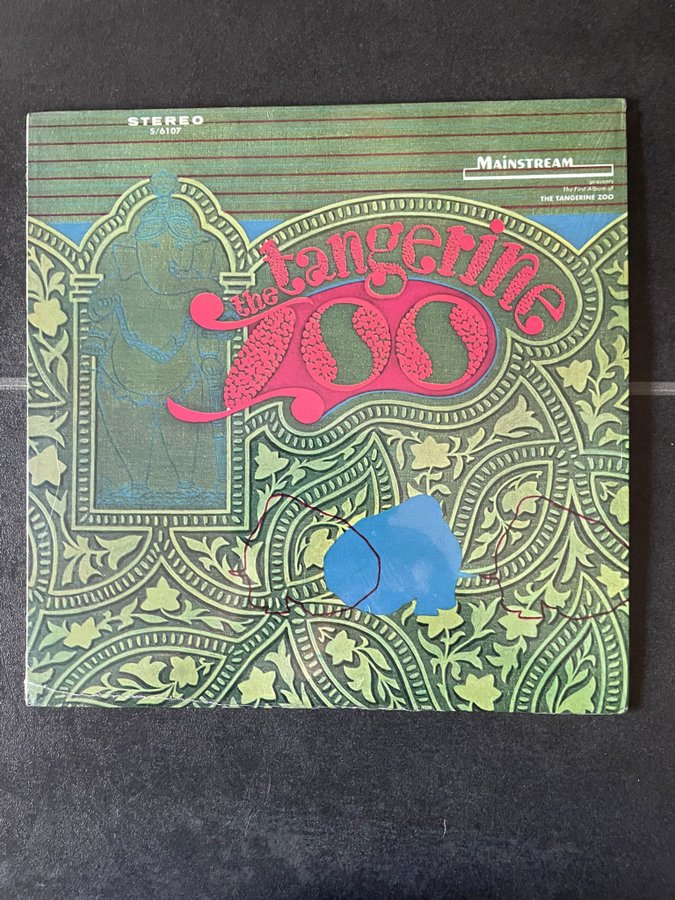 STEREO
S/6107
MAINSTREAM
presents
The First Album of
THE TANGERINE ZOO
the tangerine
zoo